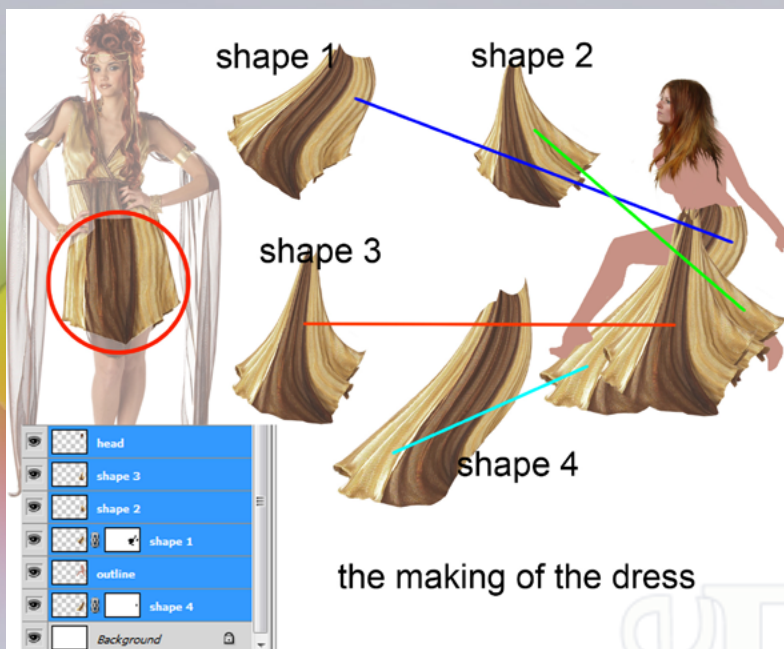 shape 1
shape 2
shape 3
shape 4
head
shape 3
shape 2
shape 1
outline
shape 4
Background
the making of the dress